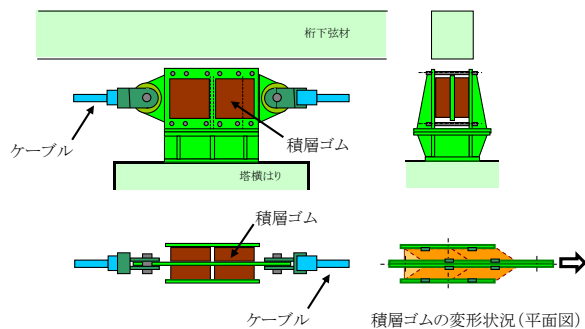 桁下弦材
ケーブル
積層ゴム
塔横はり
積層ゴム
ケーブル
積層ゴムの変形状況(平面図)